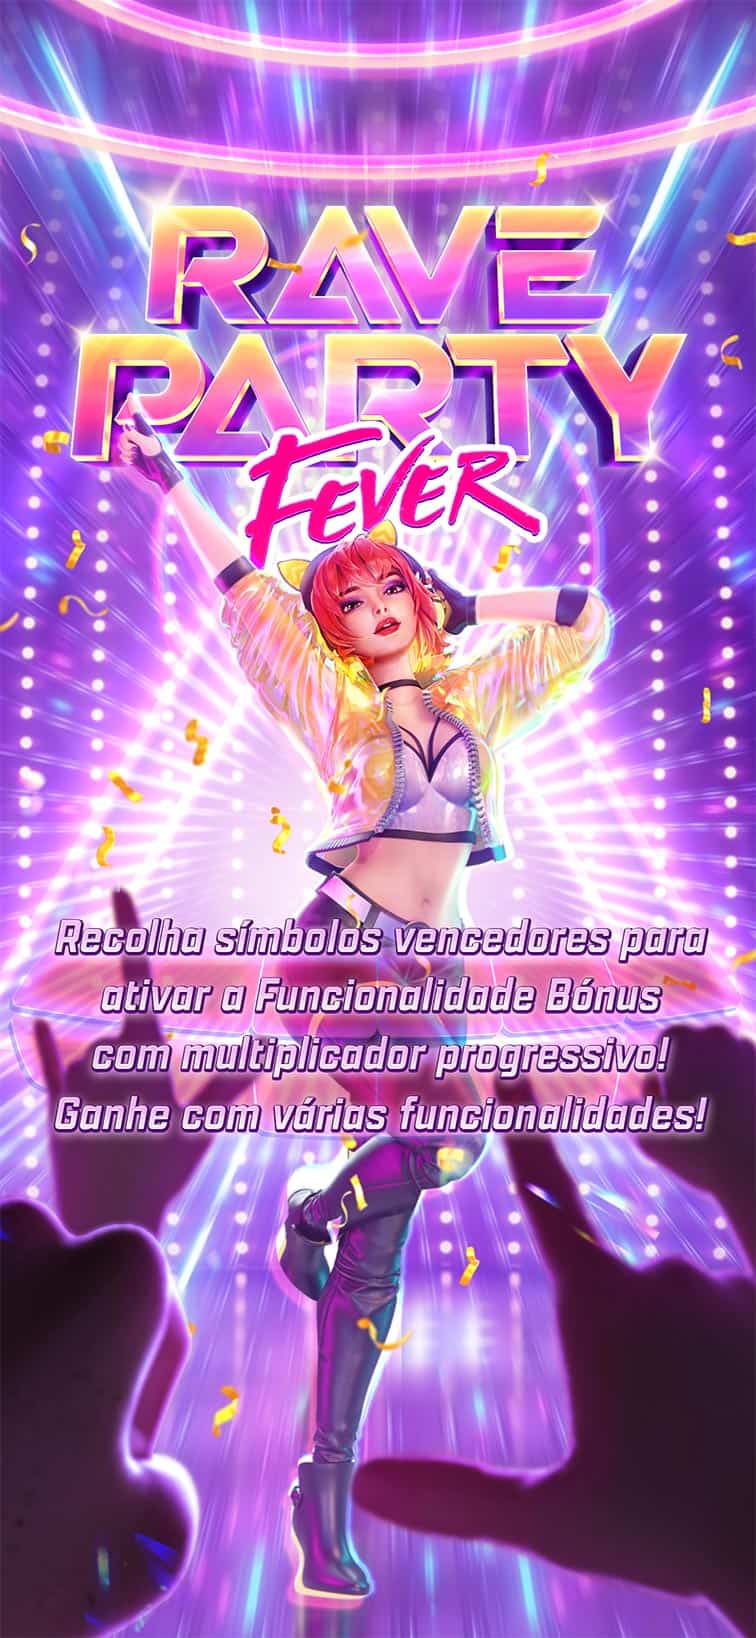 RAVE
PARTY
FEVER
Recolha símbolos vencedores para
ativar a Funcionalidade Bónus
com multiplicador progressivo!
Ganhe com várias funcionalidades!